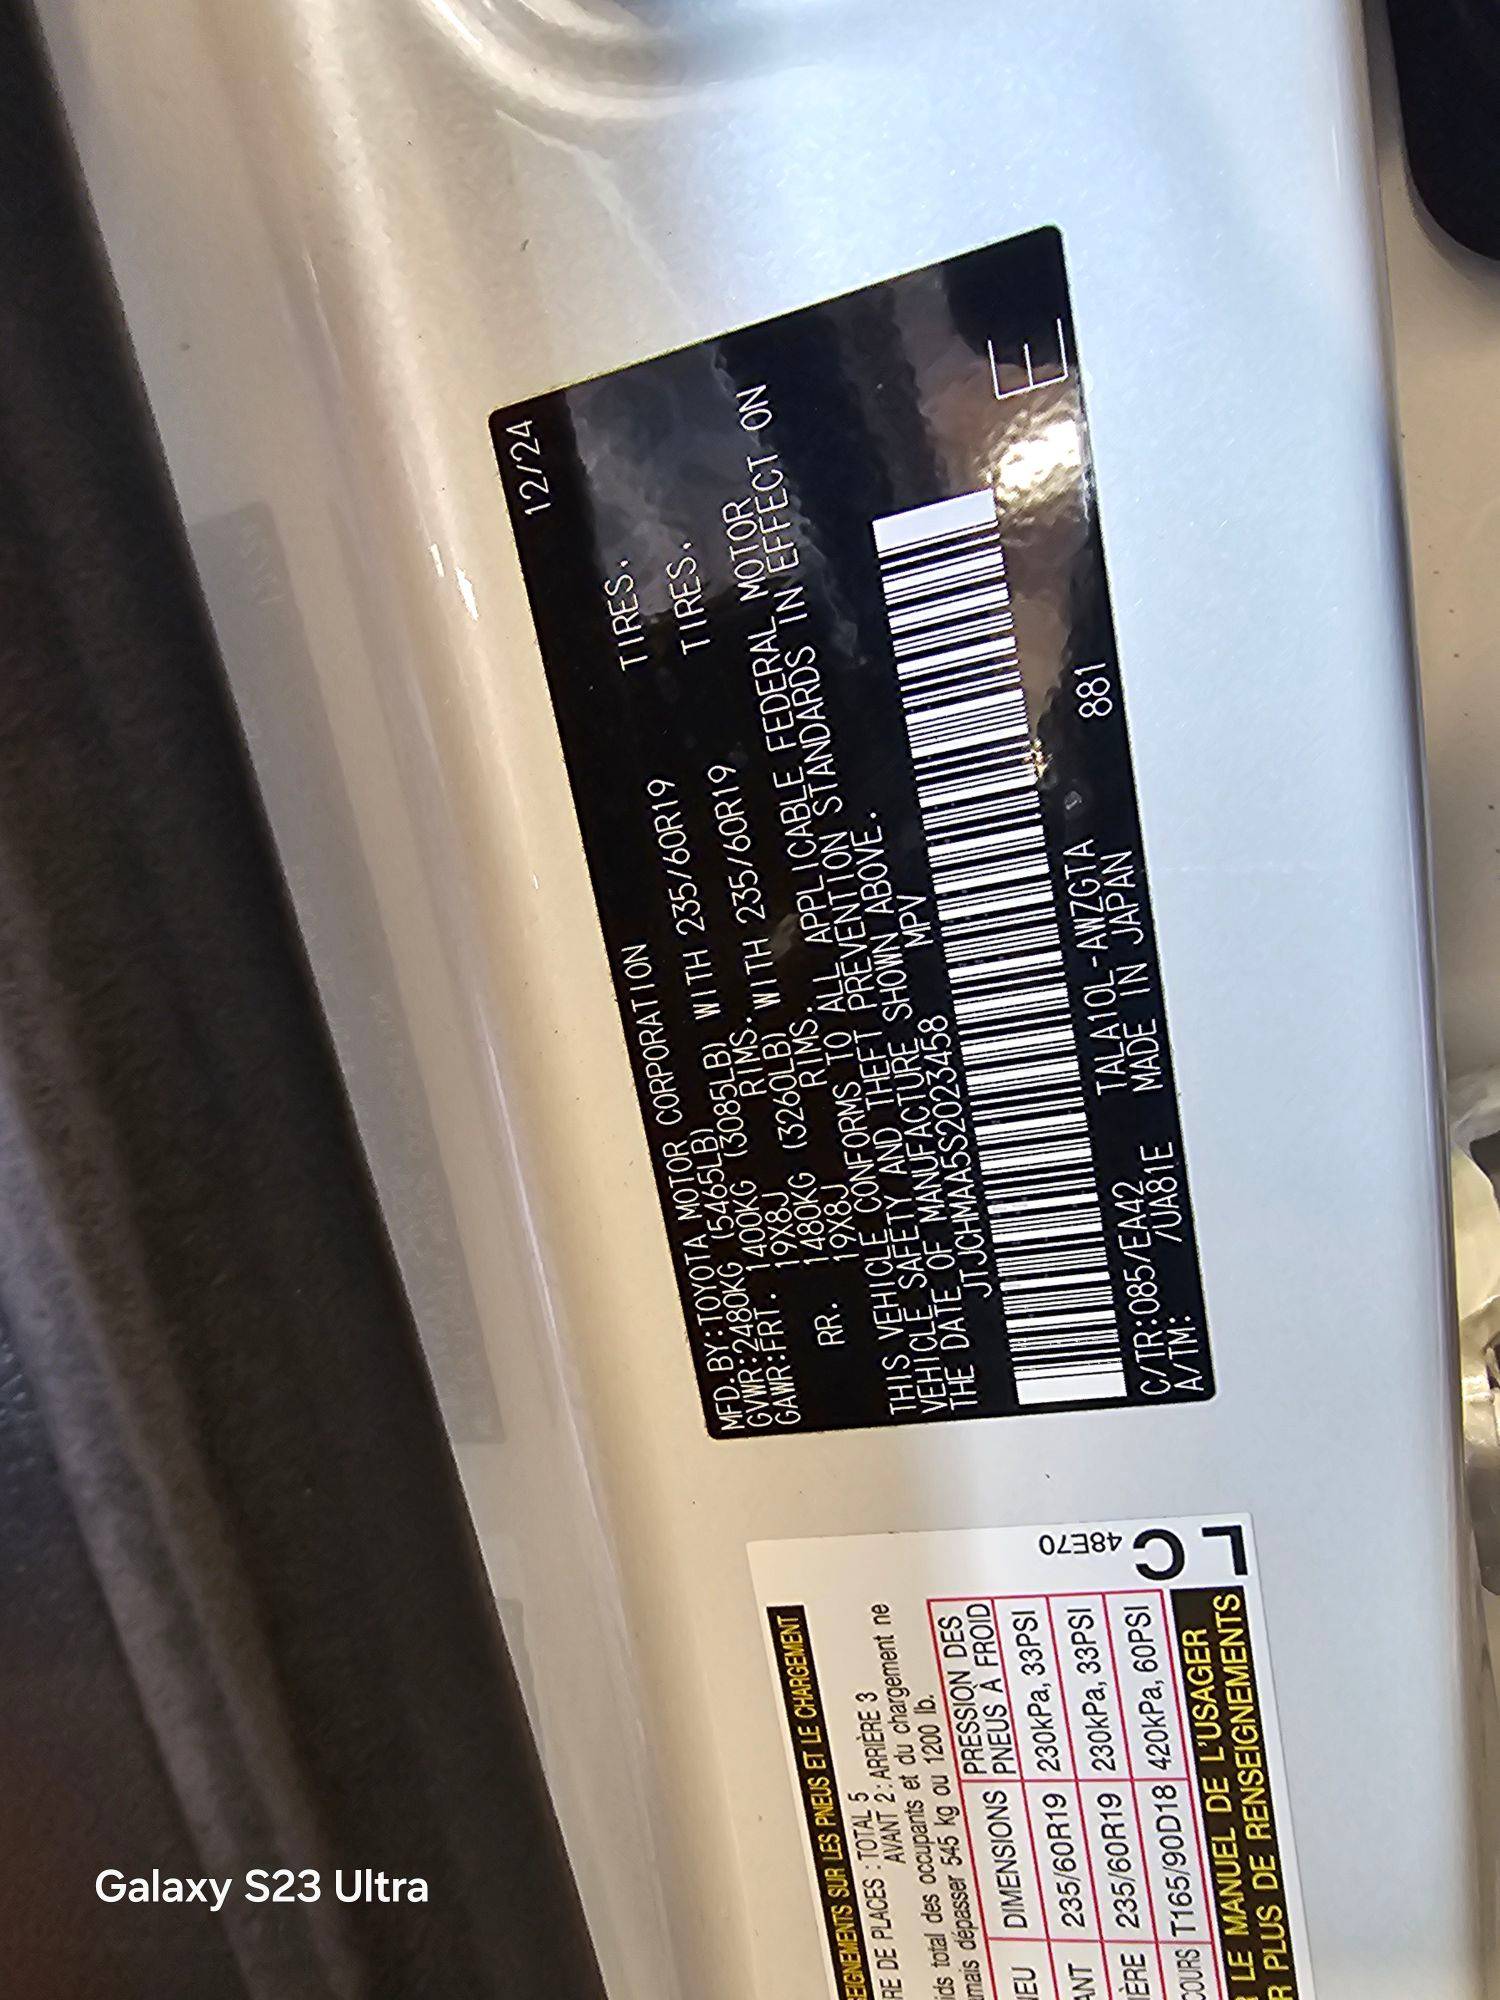 12/24
MFD.BY:TOYOTA MOTOR CORPORATION
GVWR:2480KG (5465LB)
GAWR:FRT. 1400KG (3085LB) WITH 235/60R19 TIRES.
19X8J RIMS.
RR. 1480KG (3260LB) WITH 235/60R19 TIRES.
19X8J RIMS.
THIS VEHICLE CONFORMS TO ALL APPLICABLE FEDERAL MOTOR
VEHICLE SAFETY AND THEFT PREVENTION STANDARDS IN EFFECT ON
THE DATE OF MANUFACTURE SHOWN ABOVE.
JTJCHMAA5S2023458 MPV
C/TR:085/EA42 TALA10L-AWZGTA 881
A/TM: /UA81E MADE IN JAPAN
E
SUR LES PNEUS ET LE CHARGEMENT
DE PLACES : TOTAL 5
AVANT 2 : ARRIÈRE 3
total des occupants et du chargement ne
dépasser 545 kg ou 1200 lb.
DIMENSIONS PRESSION DES
PNEUS À FROID
235/60R19 230kPa, 33PSI
235/60R19 230kPa, 33PSI
T165/90D18 420kPa, 60PSI
LE MANUEL DE L'USAGER
PLUS DE RENSEIGNEMENTS
48E70
LC
Galaxy S23 Ultra